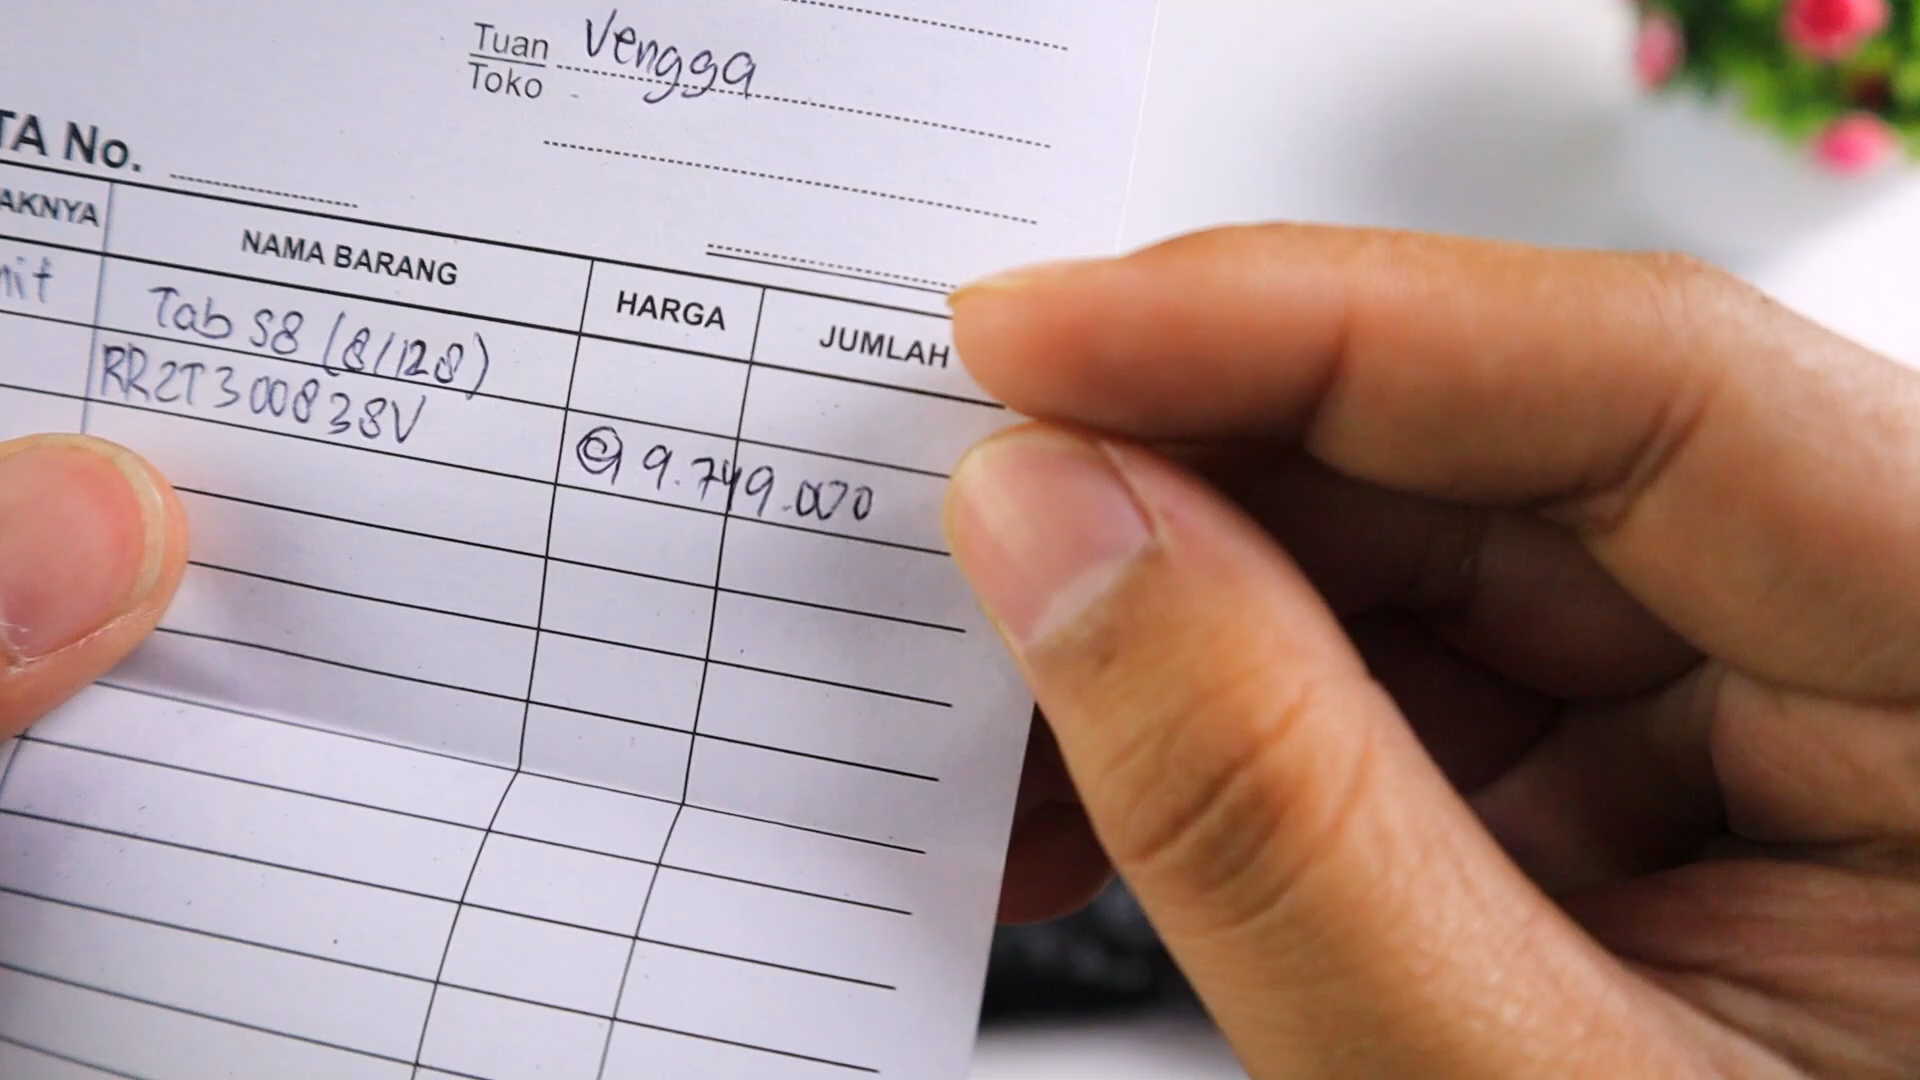 Tuan Vengga
Toko
TA No.
AKNYA NAMA BARANG HARGA JUMLAH
nit Tab S8 (8/128)
RR2T300838V @ 9.749.000